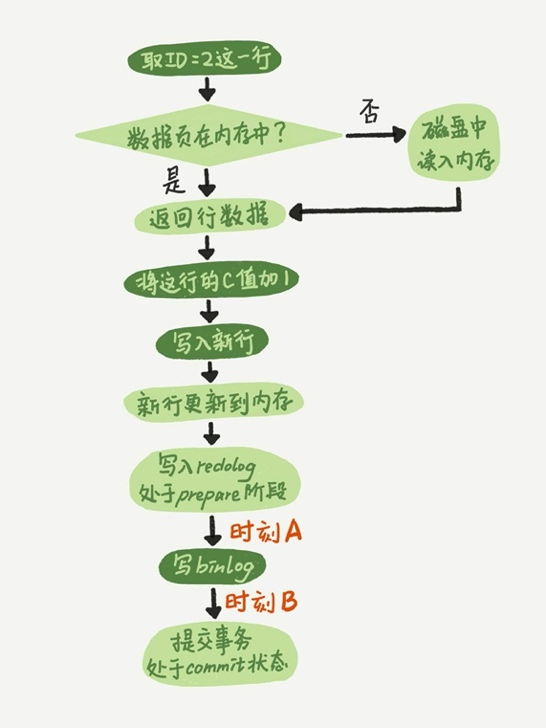 取ID=2这一行
数据页在内存中?
否
磁盘中
读入内存
是
返回行数据
将这行的C值加1
写入新行
新行更新到内存
写入redolog
处于prepare阶段
时刻A
写binlog
时刻B
提交事务
处于commit状态